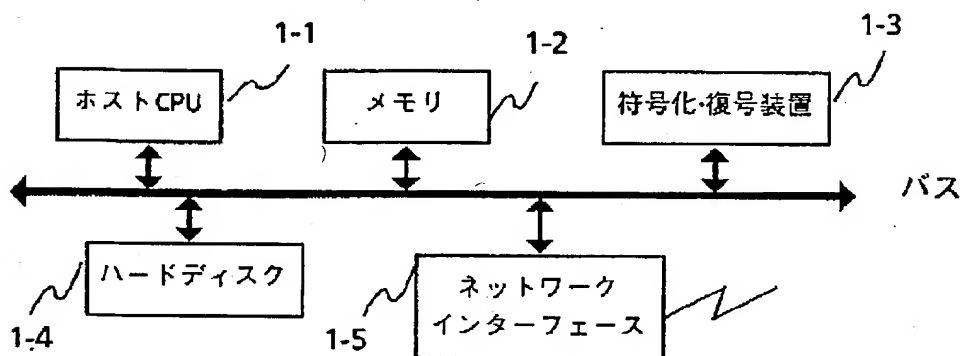 1-1
1-2
1-3
ホストCPU
メモリ
符号化・復号装置
バス
ハードディスク
ネットワーク
インターフェース
1-4
1-5